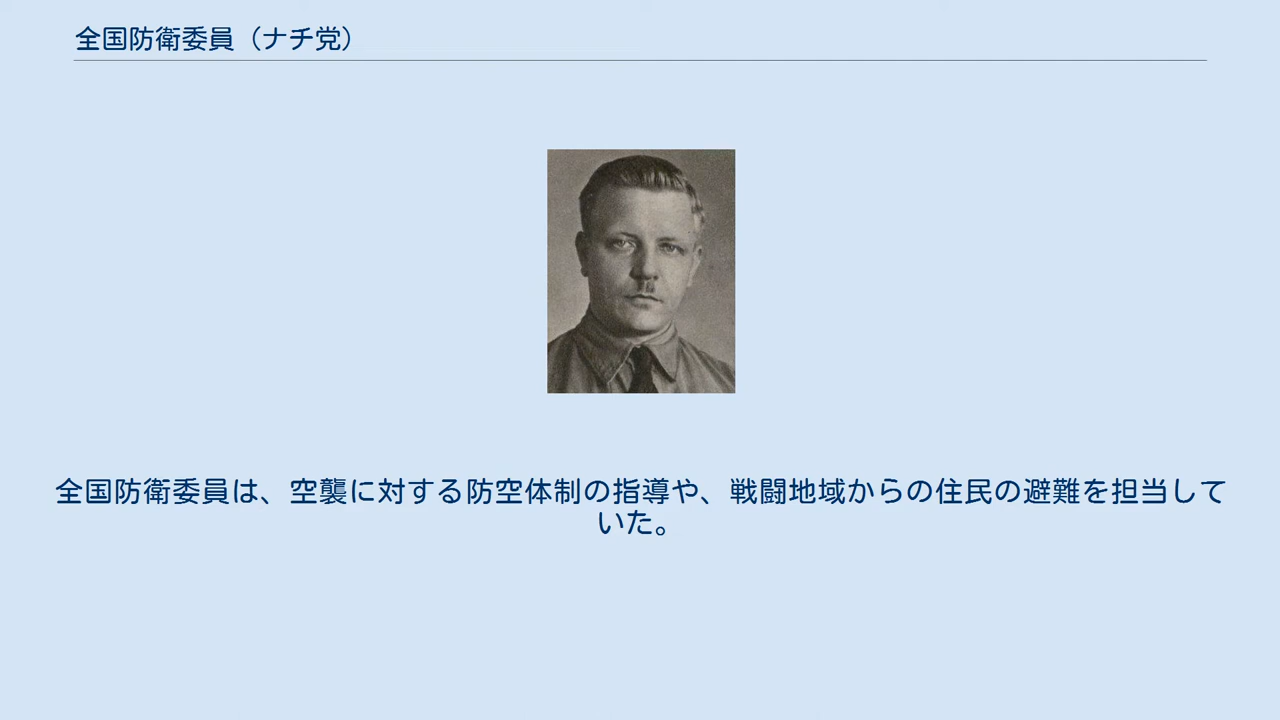 全国防衛委員（ナチ党）
全国防衛委員は、空襲に対する防空体制の指導や、戦闘地域からの住民の避難を担当して
いた。